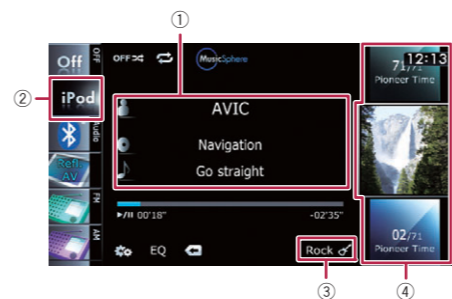 ①
Off
OFF
OFF
MusicSphere
71/71
12:13
Pioneer Time
②
iPod
AVIC
Audio
Navigation
Go straight
AV
FM
▶/II 00'18"
-02'35"
AM
02/71
Pioneer Time
EQ
Rock
③
④